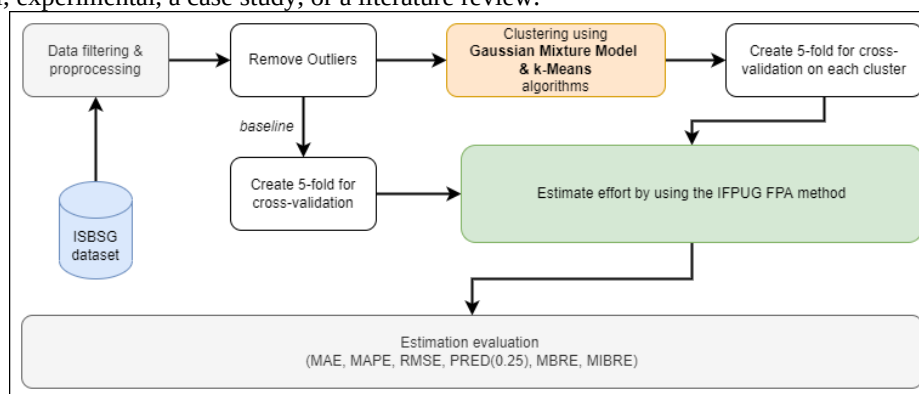 , experimental, a case study, or a literature review.
Data filtering &
proprocessing
Remove Outliers
Clustering using
Gaussian Mixture Model
& k-Means
algorithms
Create 5-fold for cross-
validation on each cluster
baseline
Create 5-fold for
cross-validation
Estimate effort by using the IFPUG FPA method
ISBSG
dataset
Estimation evaluation
(MAE, MAPE, RMSE, PRED(0.25), MBRE, MIBRE)